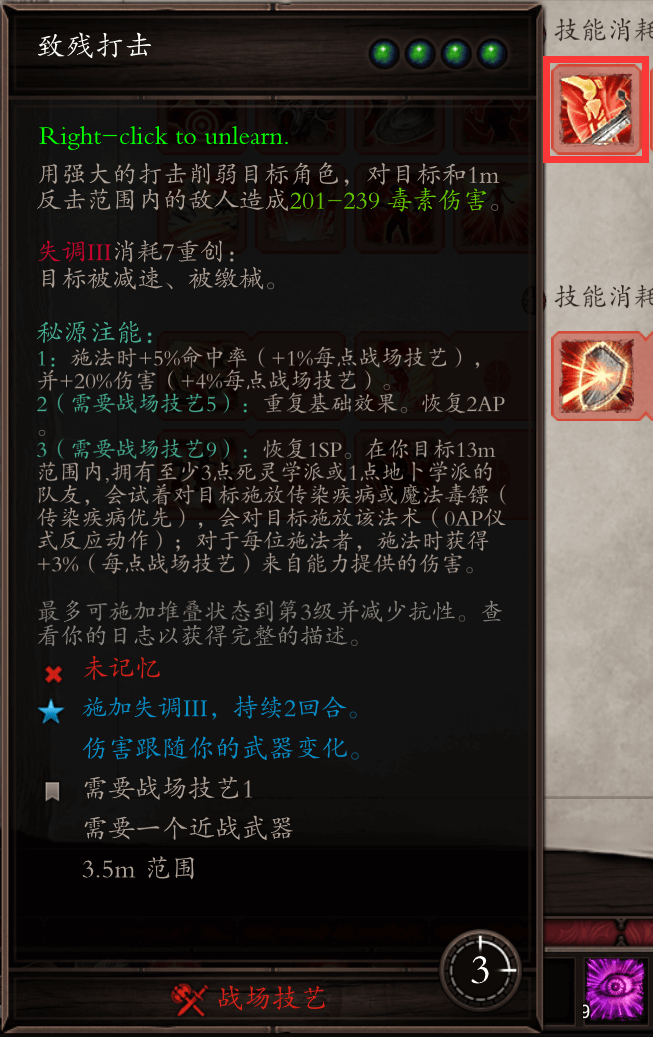 致残打击
技能消耗
Right-click to unlearn.
用强大的打击削弱目标角色，对目标和1m
反击范围内的敌人造成201-239 毒素伤害。
失调III消耗7重创：
目标被减速、被缴械。
技能消耗
秘源注能：
1：施法时+5%命中率（+1%每点战场技艺），
并+20%伤害（+4%每点战场技艺）。
2（需要战场技艺5）：重复基础效果。恢复2AP
。
3（需要战场技艺9）：恢复1SP。在你目标13m
范围内,拥有至少3点死灵学派或1点地卜学派的
队友，会试着对目标施放传染疾病或魔法毒镖（
传染疾病优先），会对目标施放该法术（0AP仪
式反应动作）；对于每位施法者，施法时获得
+3%（每点战场技艺）来自能力提供的伤害。
最多可施加堆叠状态到第3级并减少抗性。查
看你的日志以获得完整的描述。
未记忆
施加失调III，持续2回合。
伤害跟随你的武器变化。
需要战场技艺1
需要一个近战武器
3.5m 范围
3
战场技艺
9